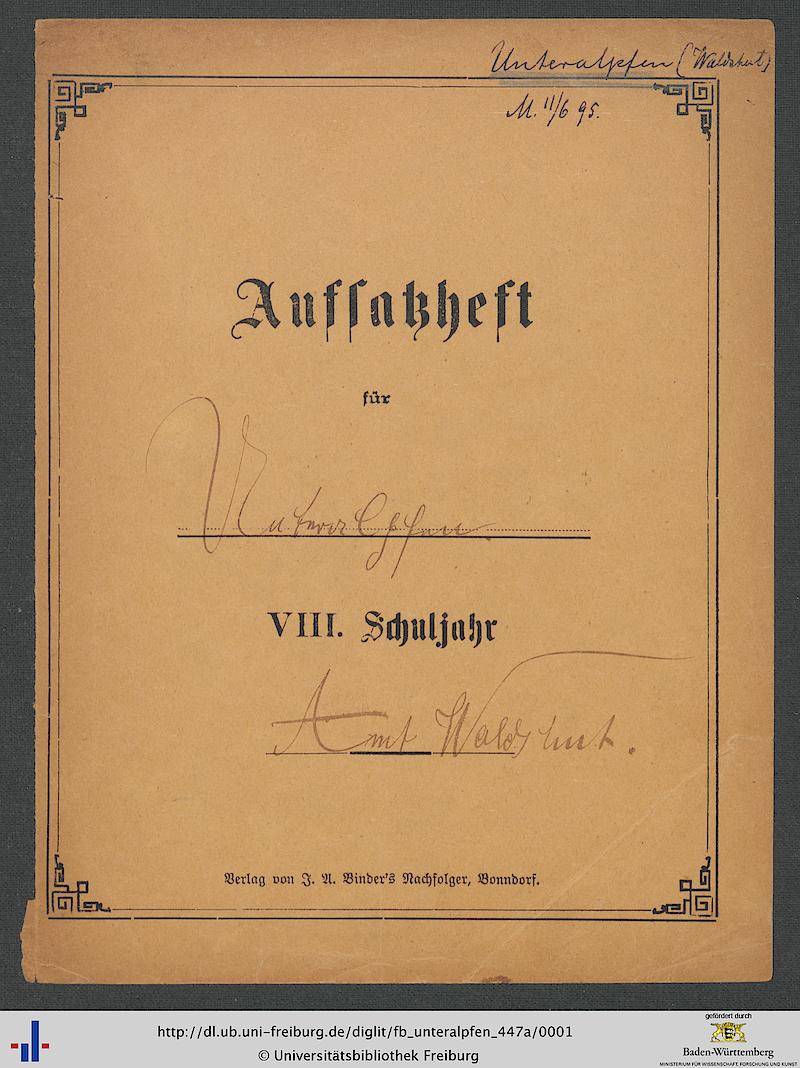 Unteralpfen (Waldshut)
M. 11/6 95.
Aufsatzheft
für
Unteralpfen
VIII. Schuljahr
Amt Waldshut.
Verlag von J. A. Binder's Nachfolger, Bonndorf.
http://dl.ub.uni-freiburg.de/diglit/fb_unteralpfen_447a/0001
© Universitätsbibliothek Freiburg
gefördert durch
Baden-Württemberg
MINISTERIUM FÜR WISSENSCHAFT, FORSCHUNG UND KUNST